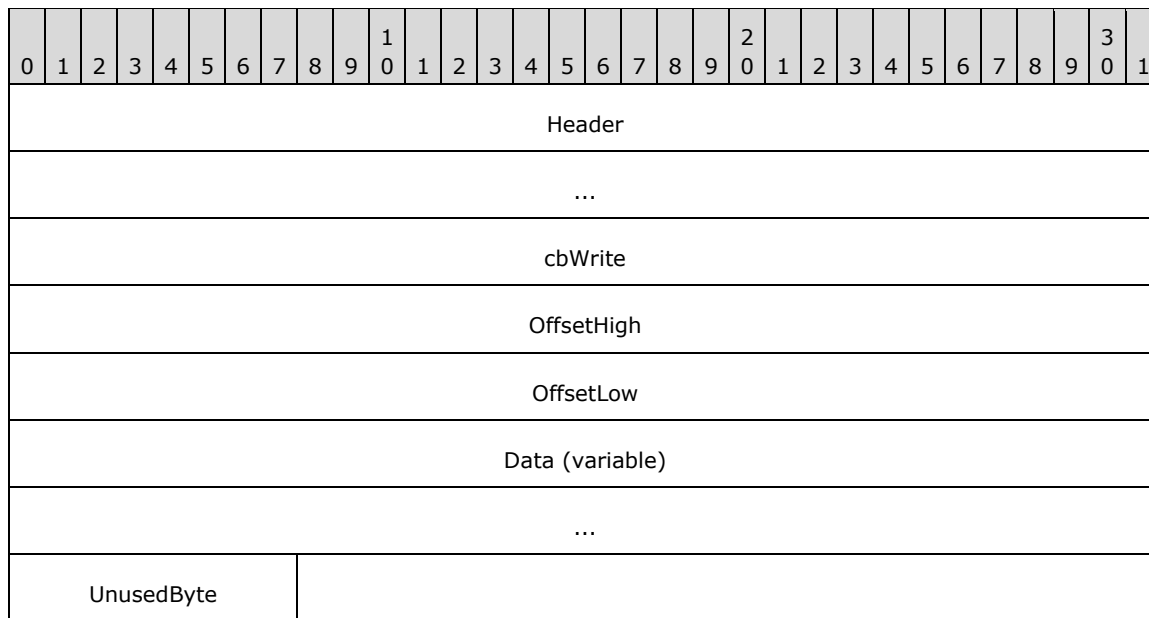 1 2 3
0 1 2 3 4 5 6 7 8 9 0 1 2 3 4 5 6 7 8 9 0 1 2 3 4 5 6 7 8 9 0 1
Header
...
cbWrite
OffsetHigh
OffsetLow
Data (variable)
...
UnusedByte